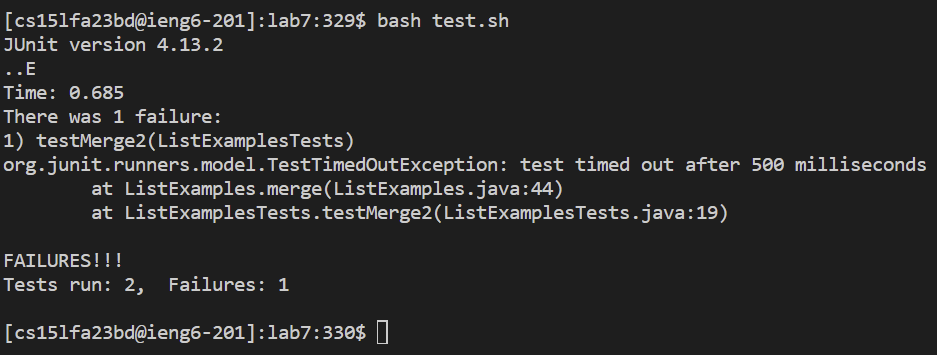 [cs15lfa23bd@ieng6-201]:lab7:329$ bash test.sh
JUnit version 4.13.2
..E
Time: 0.685
There was 1 failure:
1) testMerge2(ListExamplesTests)
org.junit.runners.model.TestTimedOutException: test timed out after 500 milliseconds
        at ListExamples.merge(ListExamples.java:44)
        at ListExamplesTests.testMerge2(ListExamplesTests.java:19)

FAILURES!!!
Tests run: 2,  Failures: 1

[cs15lfa23bd@ieng6-201]:lab7:330$